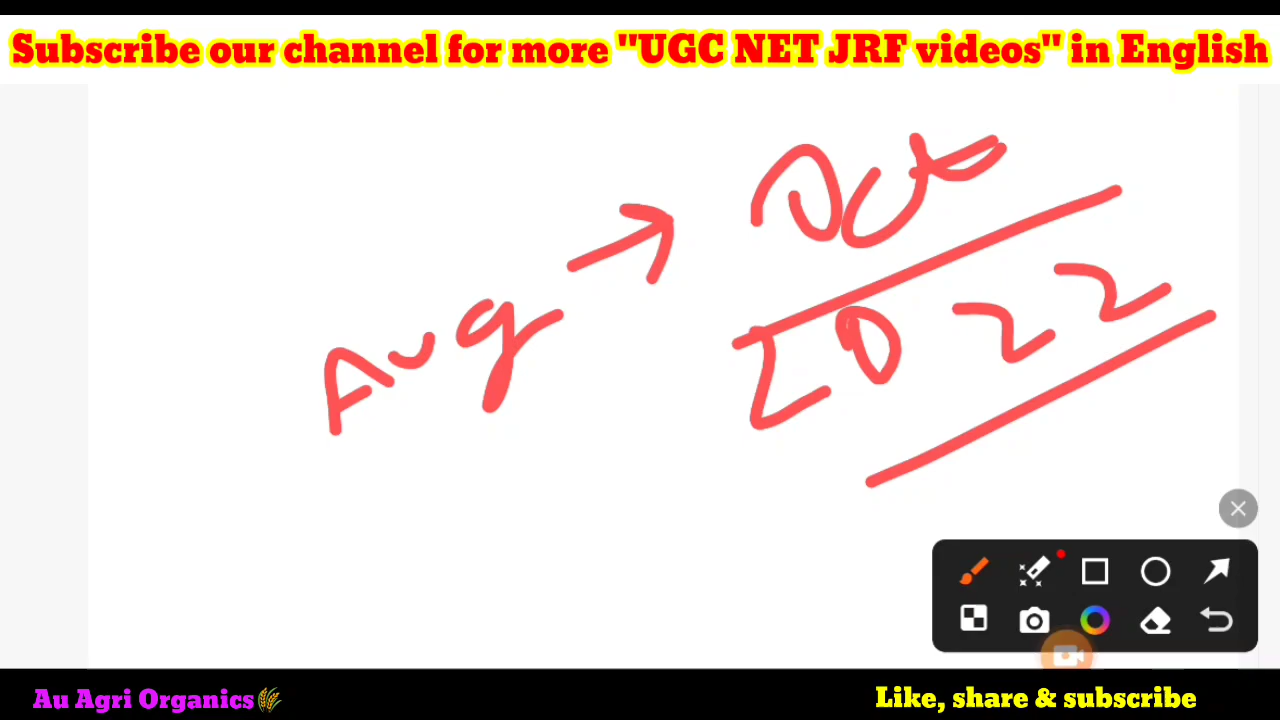 Subscribe our channel for more "UGC NET JRF videos" in English
Aug → Oct
2022
Au Agri Organics🌾
Like, share & subscribe